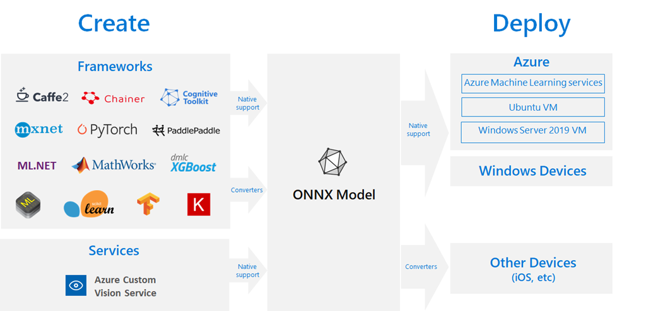 Create
Deploy
Frameworks
Caffe2
Chainer
Cognitive
Toolkit
mxnet
PyTorch
PaddlePaddle
ML.NET
MathWorks®
dmlc
XGBoost
ML
learn
K
Services
Azure Custom
Vision Service
Native
support
Converters
Native
support
ONNX Model
Native
support
Converters
Azure
Azure Machine Learning services
Ubuntu VM
Windows Server 2019 VM
Windows Devices
Other Devices
(iOS, etc)